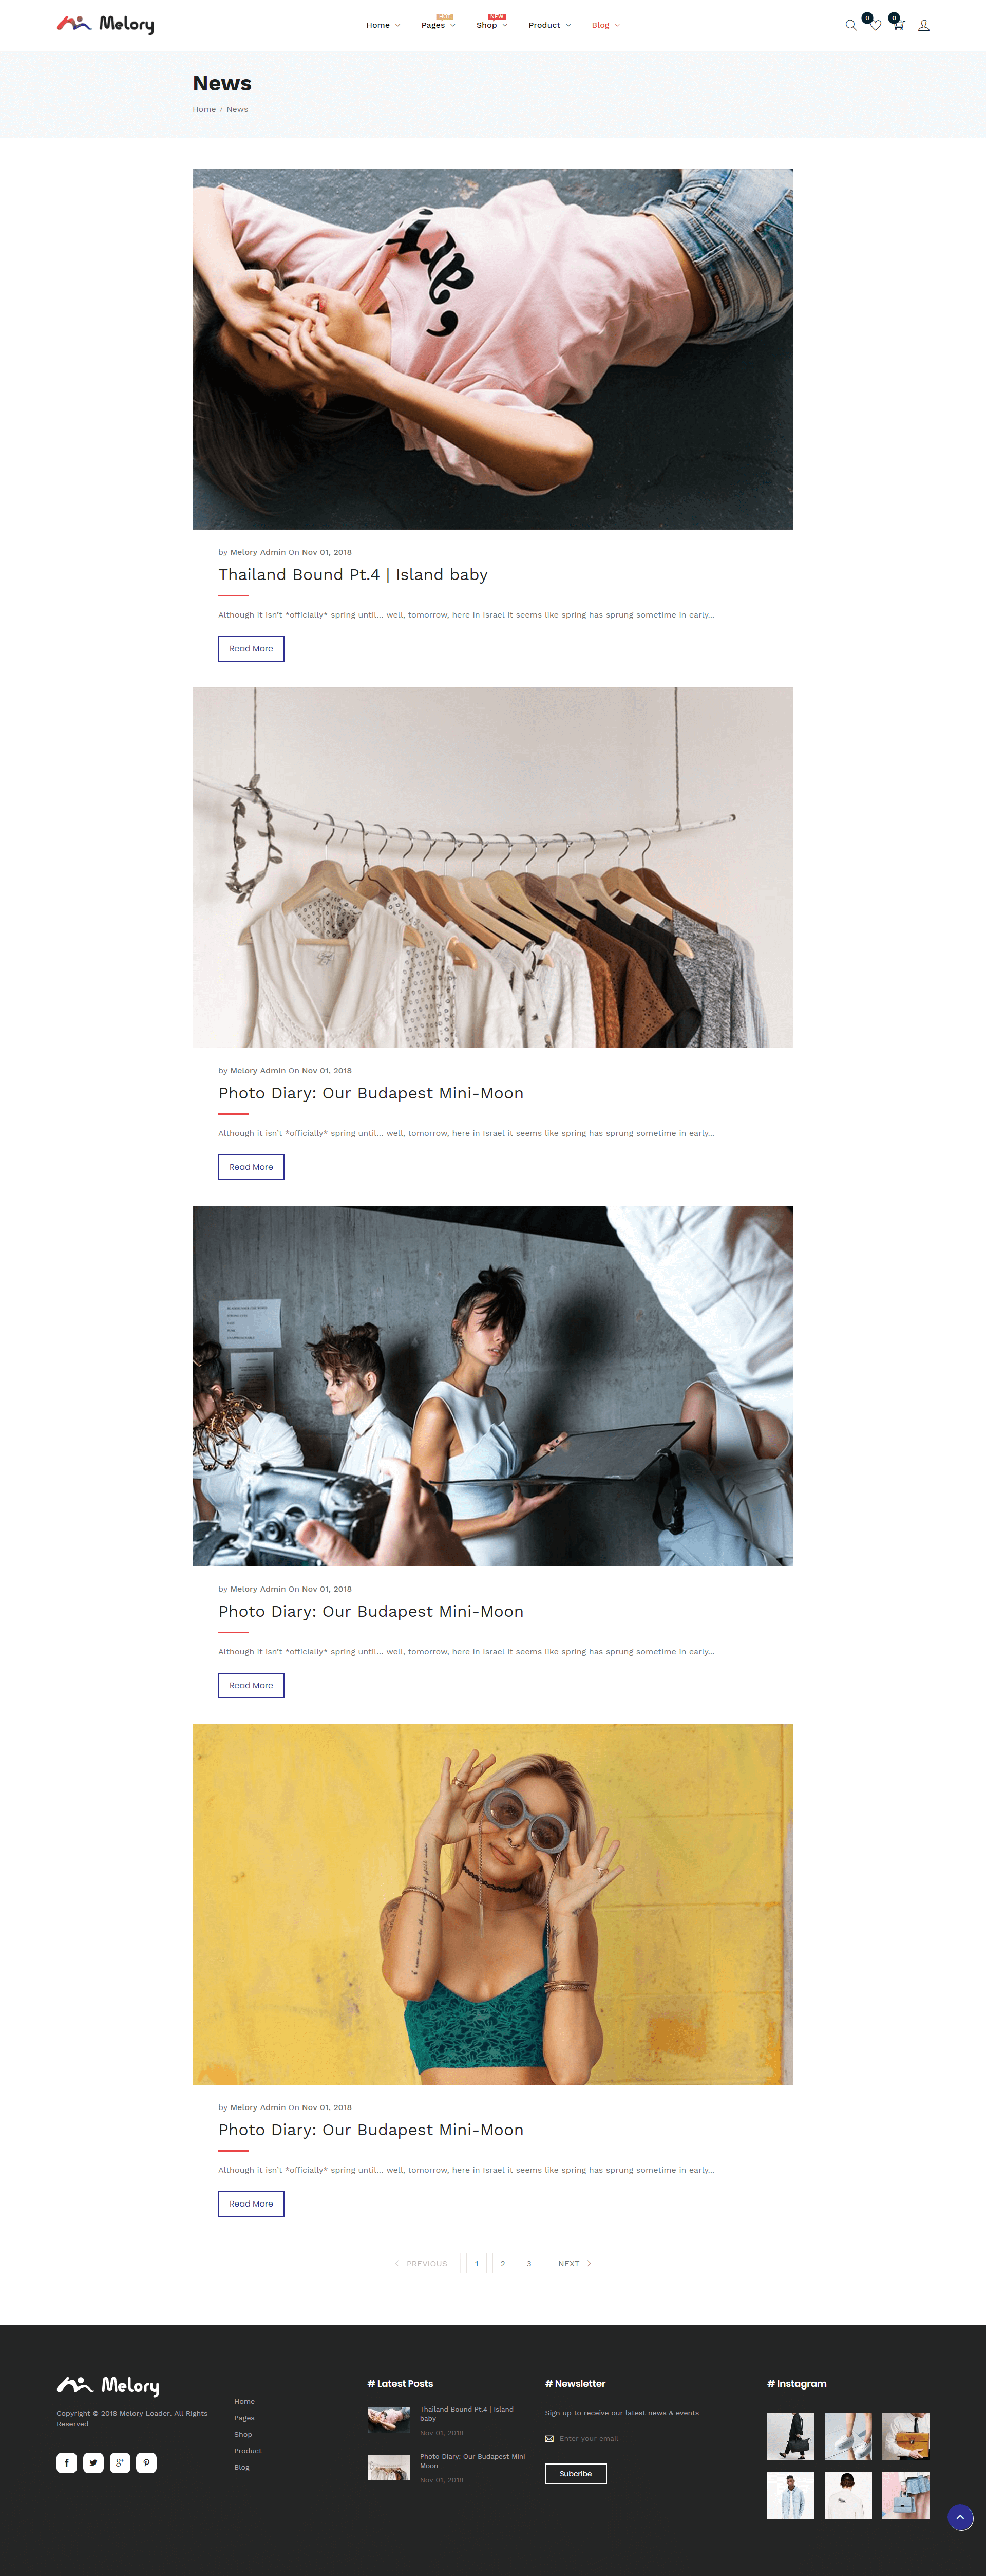 Melory
Home
Pages
HOT
Shop
NEW
Product
Blog
0
0
News
Home / News
by Melory Admin On Nov 01, 2018
Thailand Bound Pt.4 | Island baby
Although it isn't *officially* spring until... well, tomorrow, here in Israel it seems like spring has sprung sometime in early...
Read More
by Melory Admin On Nov 01, 2018
Photo Diary: Our Budapest Mini-Moon
Although it isn't *officially* spring until... well, tomorrow, here in Israel it seems like spring has sprung sometime in early...
Read More
by Melory Admin On Nov 01, 2018
Photo Diary: Our Budapest Mini-Moon
Although it isn't *officially* spring until... well, tomorrow, here in Israel it seems like spring has sprung sometime in early...
Read More
by Melory Admin On Nov 01, 2018
Photo Diary: Our Budapest Mini-Moon
Although it isn't *officially* spring until... well, tomorrow, here in Israel it seems like spring has sprung sometime in early...
Read More
PREVIOUS
1
2
3
NEXT
Melory
Copyright © 2018 Melory Loader. All Rights
Reserved
Home
Pages
Shop
Product
Blog
# Latest Posts
Thailand Bound Pt.4 | Island
baby
Nov 01, 2018
Photo Diary: Our Budapest Mini-
Moon
Nov 01, 2018
# Newsletter
Sign up to receive our latest news & events
Enter your email
Subcribe
# Instagram